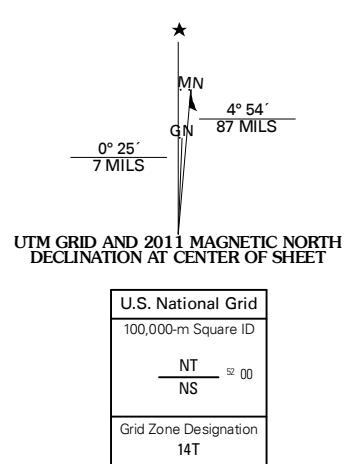 ★
MN
4° 54´
87 MILS
GN
0° 25´
7 MILS
UTM GRID AND 2011 MAGNETIC NORTH
DECLINATION AT CENTER OF SHEET
U.S. National Grid
100,000-m Square ID
NT
52 00
NS
Grid Zone Designation
14T